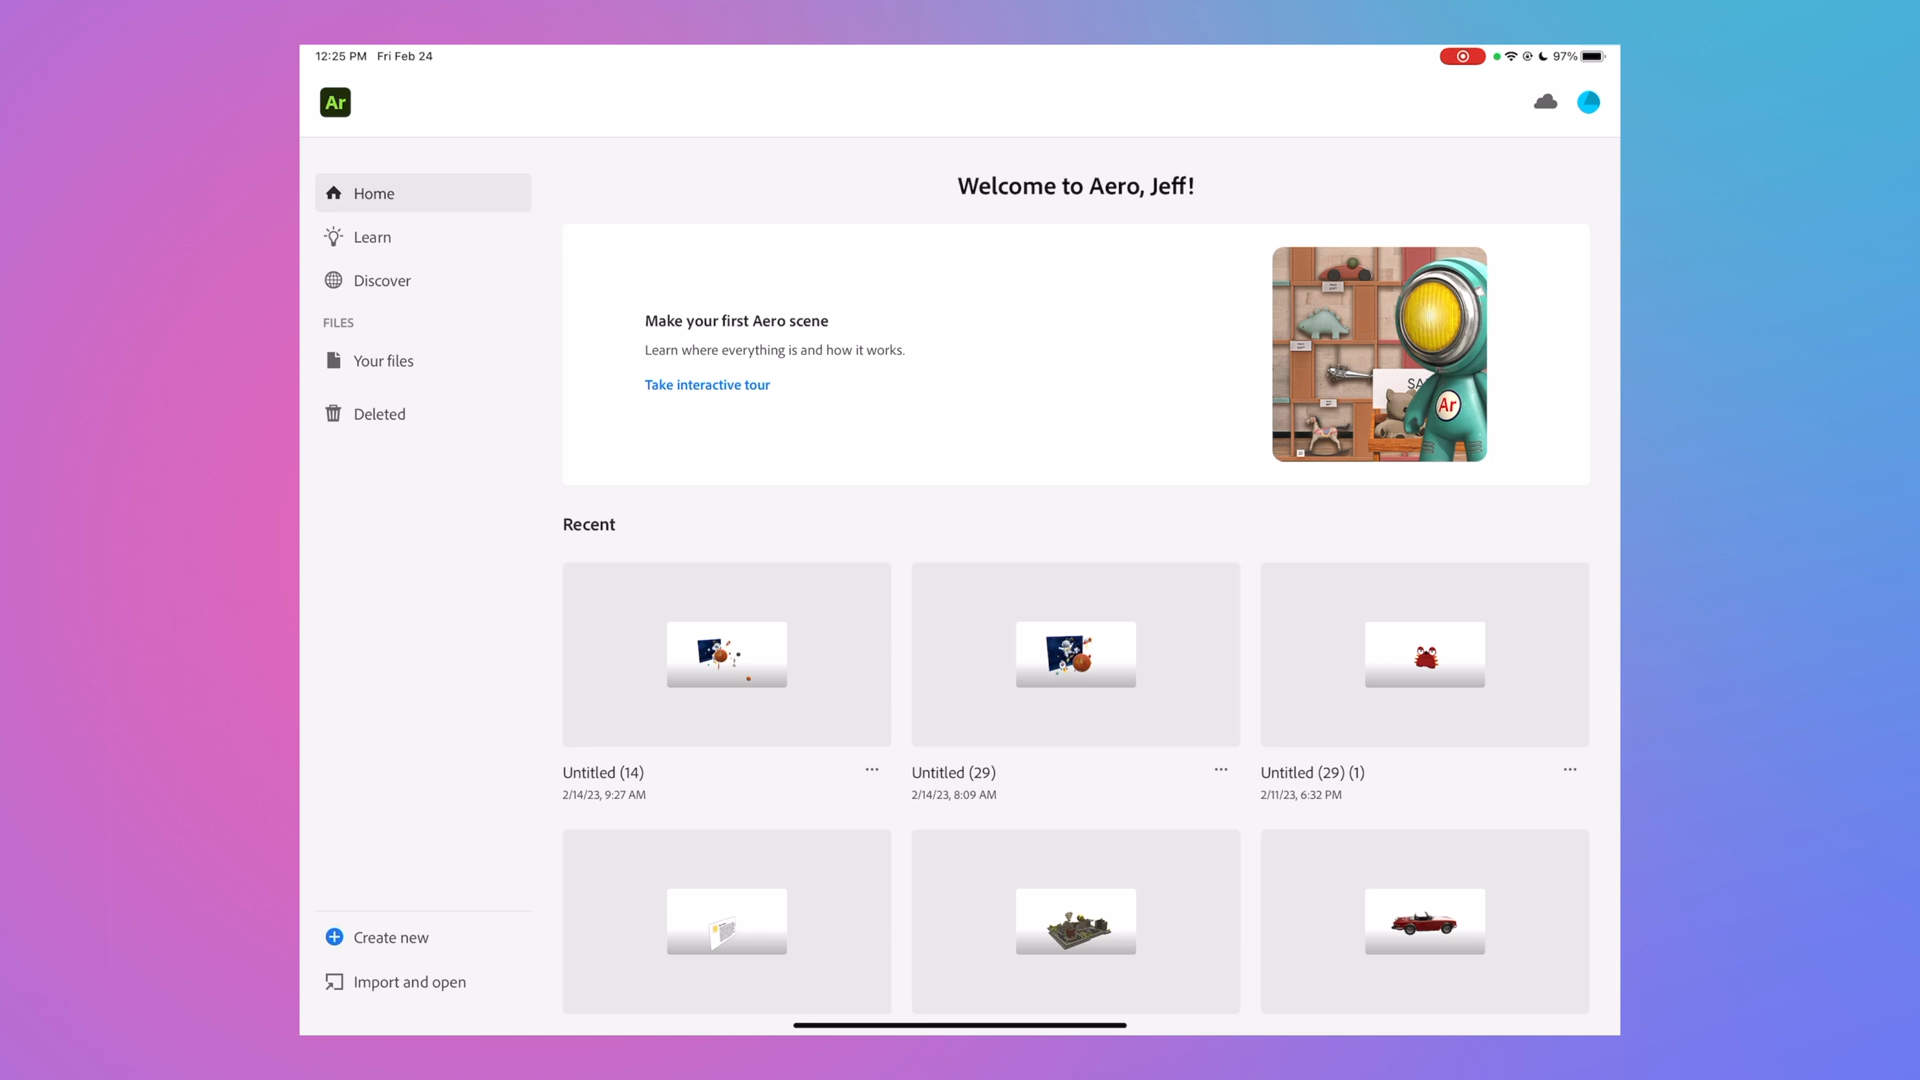 12:25 PM Fri Feb 24
97%
Ar
Home
Learn
Discover
FILES
Your files
Deleted
Create new
Import and open
Welcome to Aero, Jeff!
Make your first Aero scene
Learn where everything is and how it works.
Take interactive tour
SA
Ar
Recent
Untitled (14)
2/14/23, 9:27 AM
Untitled (29)
2/14/23, 8:09 AM
Untitled (29) (1)
2/11/23, 6:32 PM